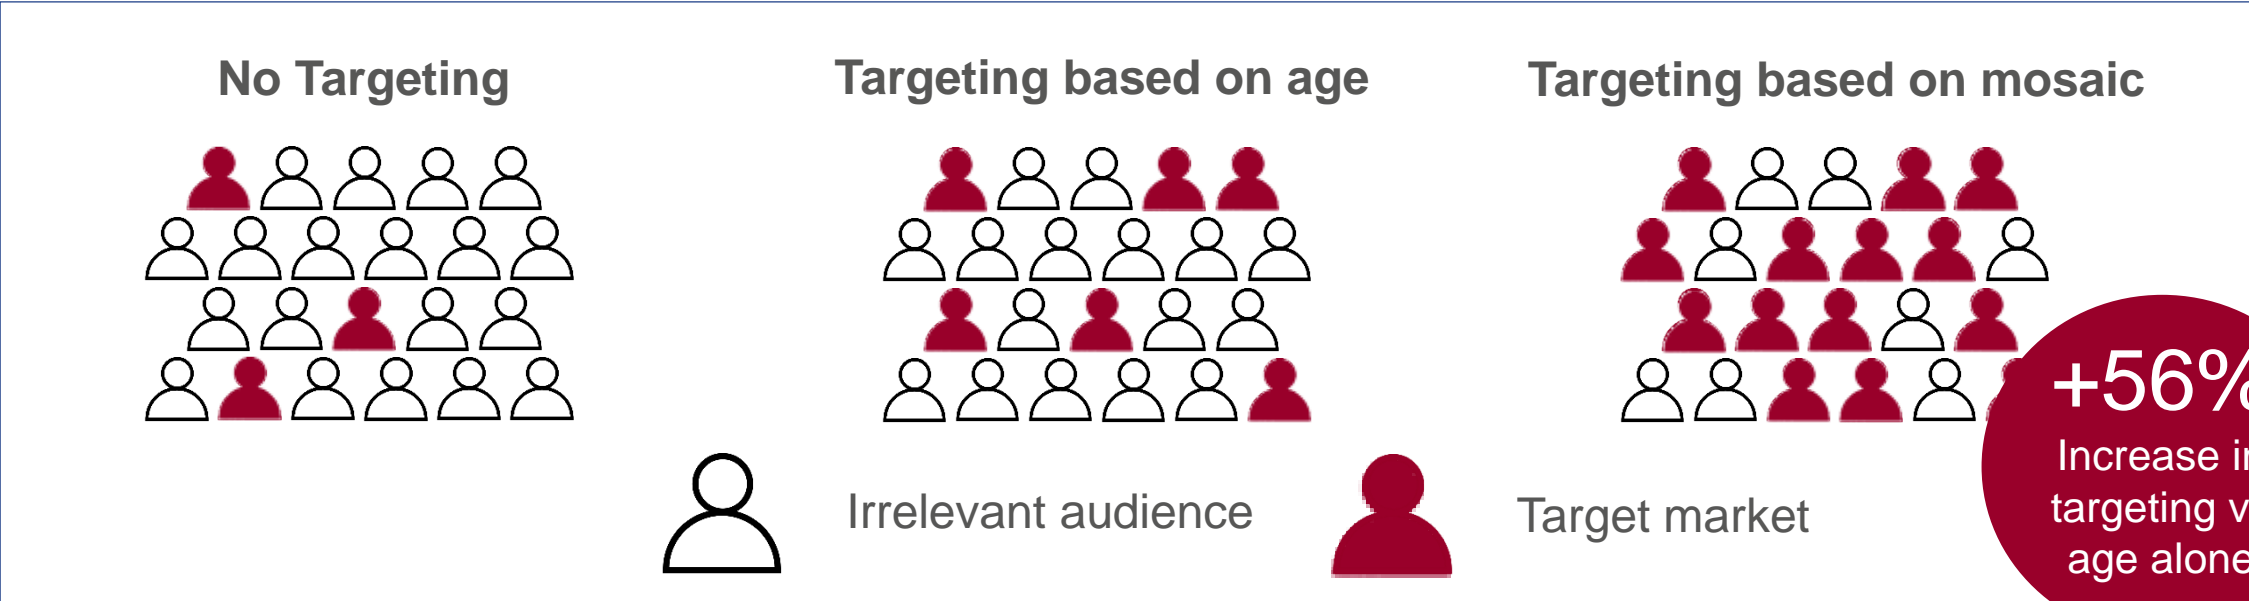 No Targeting
Targeting based on age
Targeting based on mosaic
Irrelevant audience
Target market
+56%
Increase in
targeting v
age alone